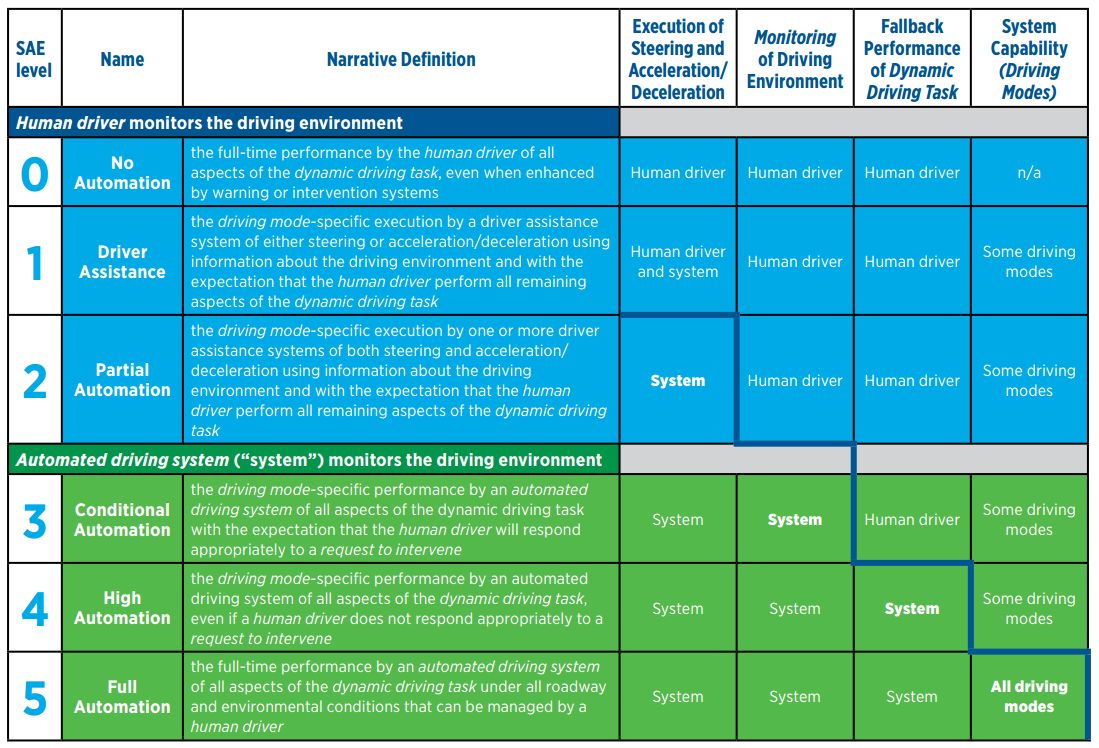 SAE level
Name
Narrative Definition
Execution of Steering and Acceleration/ Deceleration
Monitoring of Driving Environment
Fallback Performance of Dynamic Driving Task
System Capability (Driving Modes)
Human driver monitors the driving environment
0
No Automation
the full-time performance by the human driver of all
aspects of the dynamic driving task, even when enhanced
by warning or intervention systems
Human driver
Human driver
Human driver
n/a
1
Driver Assistance
the driving mode-specific execution by a driver assistance
system of either steering or acceleration/deceleration using
information about the driving environment and with the
expectation that the human driver perform all remaining
aspects of the dynamic driving task
Human driver and system
Human driver
Human driver
Some driving modes
2
Partial Automation
the driving mode-specific execution by one or more driver
assistance systems of both steering and acceleration/
deceleration using information about the driving
environment and with the expectation that the human
driver perform all remaining aspects of the dynamic driving
task
System
Human driver
Human driver
Some driving modes
Automated driving system (“system”) monitors the driving environment
3
Conditional Automation
the driving mode-specific performance by an automated
driving system of all aspects of the dynamic driving task
with the expectation that the human driver will respond
appropriately to a request to intervene
System
System
Human driver
Some driving modes
4
High Automation
the driving mode-specific performance by an automated
driving system of all aspects of the dynamic driving task,
even if a human driver does not respond appropriately to a
request to intervene
System
System
System
Some driving modes
5
Full Automation
the full-time performance by an automated driving system
of all aspects of the dynamic driving task under all roadway
and environmental conditions that can be managed by a
human driver
System
System
System
All driving modes